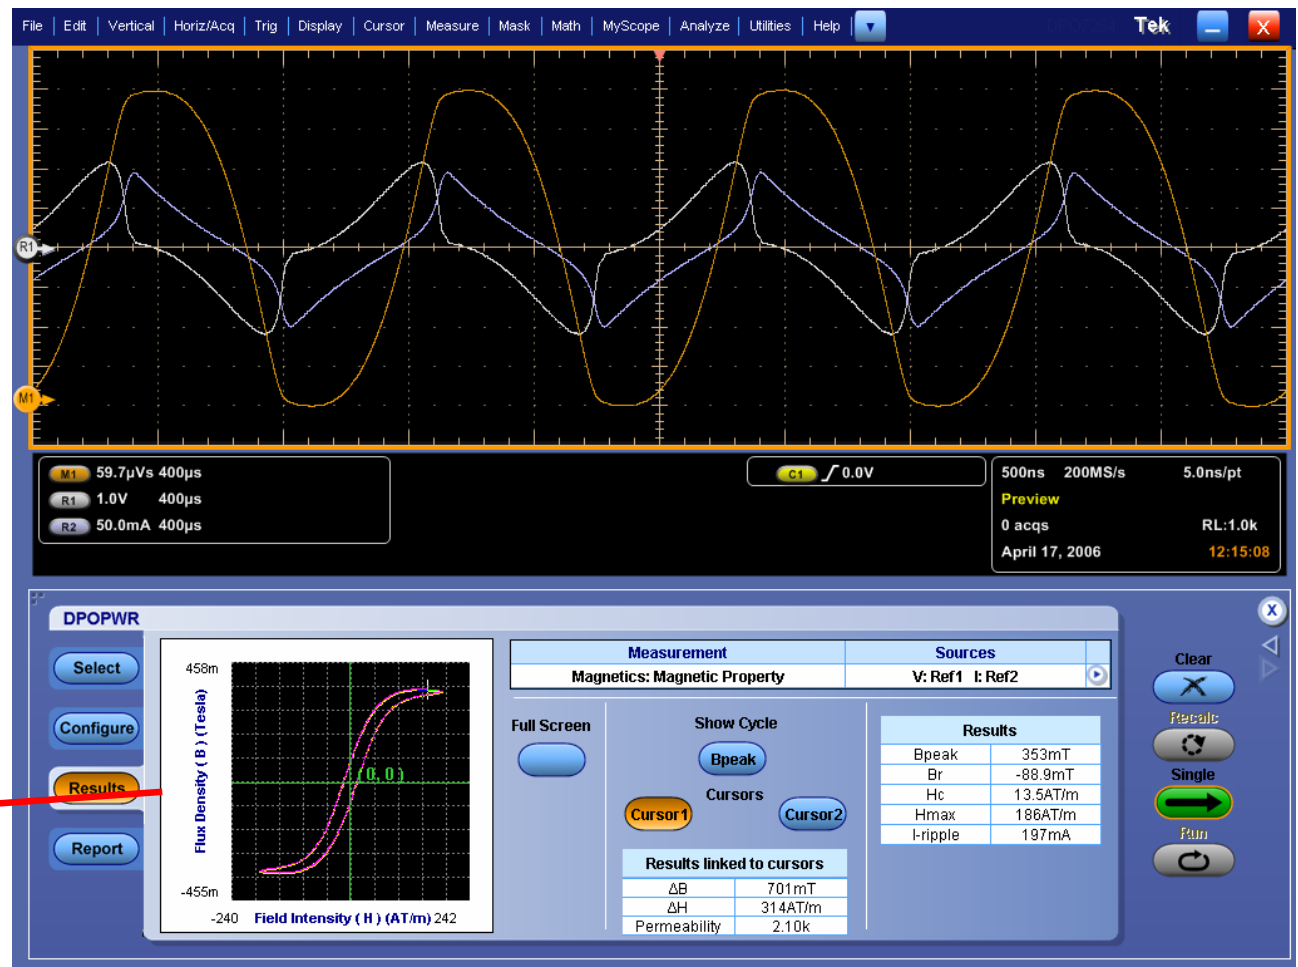 File | Edit | Vertical | Horiz/Acq | Trig | Display | Cursor | Measure | Mask | Math | MyScope | Analyze | Utilities | Help | Tek X
R1
M1
M1 59.7µVs 400µs
R1 1.0V 400µs
R2 50.0mA 400µs
C1 0.0V
500ns 200MS/s 5.0ns/pt
Preview
0 acqs RL:1.0k
April 17, 2006 12:15:08
DPOPWR
X
Select
Configure
Results
Report
458m
Flux Density ( B ) (Tesla)
( 0, 0 )
-455m
-240 Field Intensity ( H ) (AT/m) 242
Measurement Sources
Magnetics: Magnetic Property V: Ref1 I: Ref2
Full Screen
Show Cycle
Bpeak
Cursors
Cursor1 Cursor2
Results linked to cursors
ΔB 701mT
ΔH 314AT/m
Permeability 2.10k
Results
Bpeak 353mT
Br -88.9mT
Hc 13.5AT/m
Hmax 186AT/m
I-ripple 197mA
Clear
Recalc
Single
Run